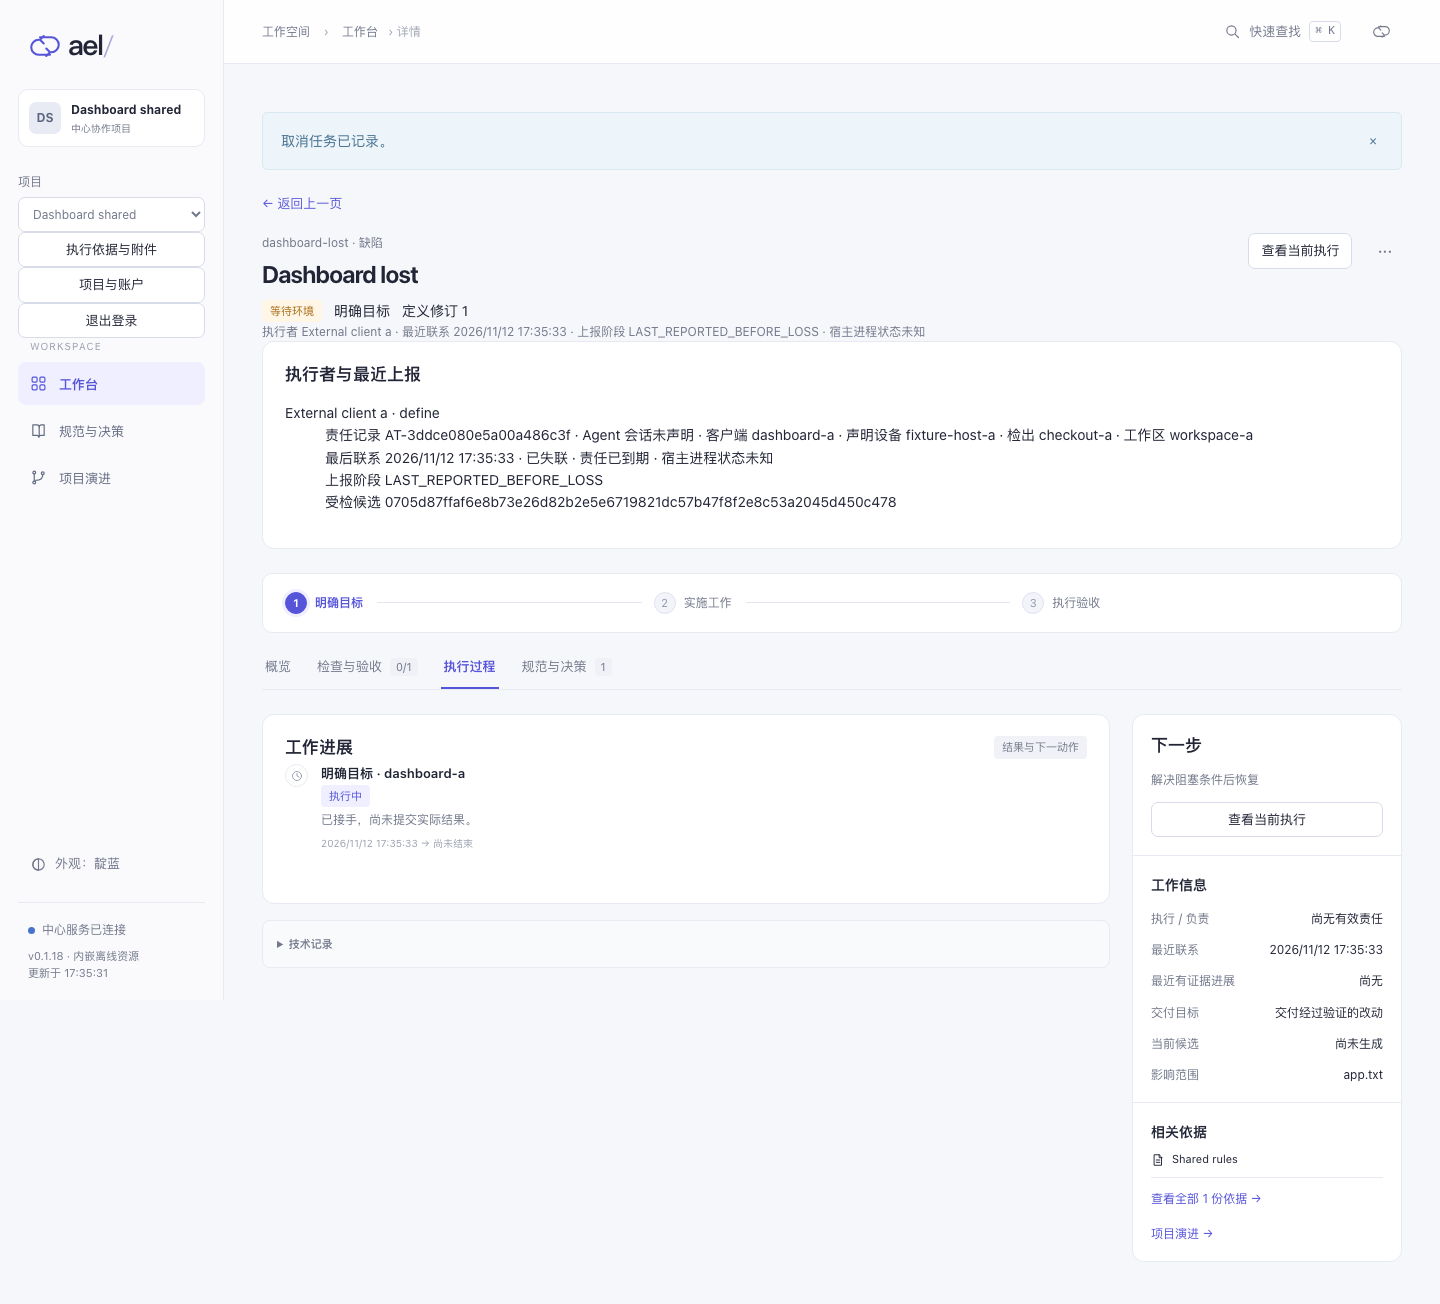 ael/
DS
Dashboard shared
中心协作项目
项目
Dashboard shared
执行依据与附件
项目与账户
退出登录
WORKSPACE
工作台
规范与决策
项目演进
外观：靛蓝
中心服务已连接
v0.1.18 · 内嵌离线资源
更新于 17:35:31
工作空间 › 工作台 › 详情
快速查找 ⌘ K
取消任务已记录。 ×
← 返回上一页
dashboard-lost · 缺陷
Dashboard lost
查看当前执行 ···
等待环境 明确目标 定义修订 1
执行者 External client a · 最近联系 2026/11/12 17:35:33 · 上报阶段 LAST_REPORTED_BEFORE_LOSS · 宿主进程状态未知
执行者与最近上报
External client a · define
责任记录 AT-3ddce080e5a00a486c3f · Agent 会话未声明 · 客户端 dashboard-a · 声明设备 fixture-host-a · 检出 checkout-a · 工作区 workspace-a
最后联系 2026/11/12 17:35:33 · 已失联 · 责任已到期 · 宿主进程状态未知
上报阶段 LAST_REPORTED_BEFORE_LOSS
受检候选 0705d87ffaf6e8b73e26d82b2e5e6719821dc57b47f8f2e8c53a2045d450c478
1 明确目标 2 实施工作 3 执行验收
概览 检查与验收 0/1 执行过程 规范与决策 1
工作进展
结果与下一动作
明确目标 · dashboard-a
执行中
已接手，尚未提交实际结果。
2026/11/12 17:35:33 → 尚未结束
▶ 技术记录
下一步
解决阻塞条件后恢复
查看当前执行
工作信息
执行 / 负责 尚无有效责任
最近联系 2026/11/12 17:35:33
最近有证据进展 尚无
交付目标 交付经过验证的改动
当前候选 尚未生成
影响范围 app.txt
相关依据
Shared rules
查看全部 1 份依据 →
项目演进 →